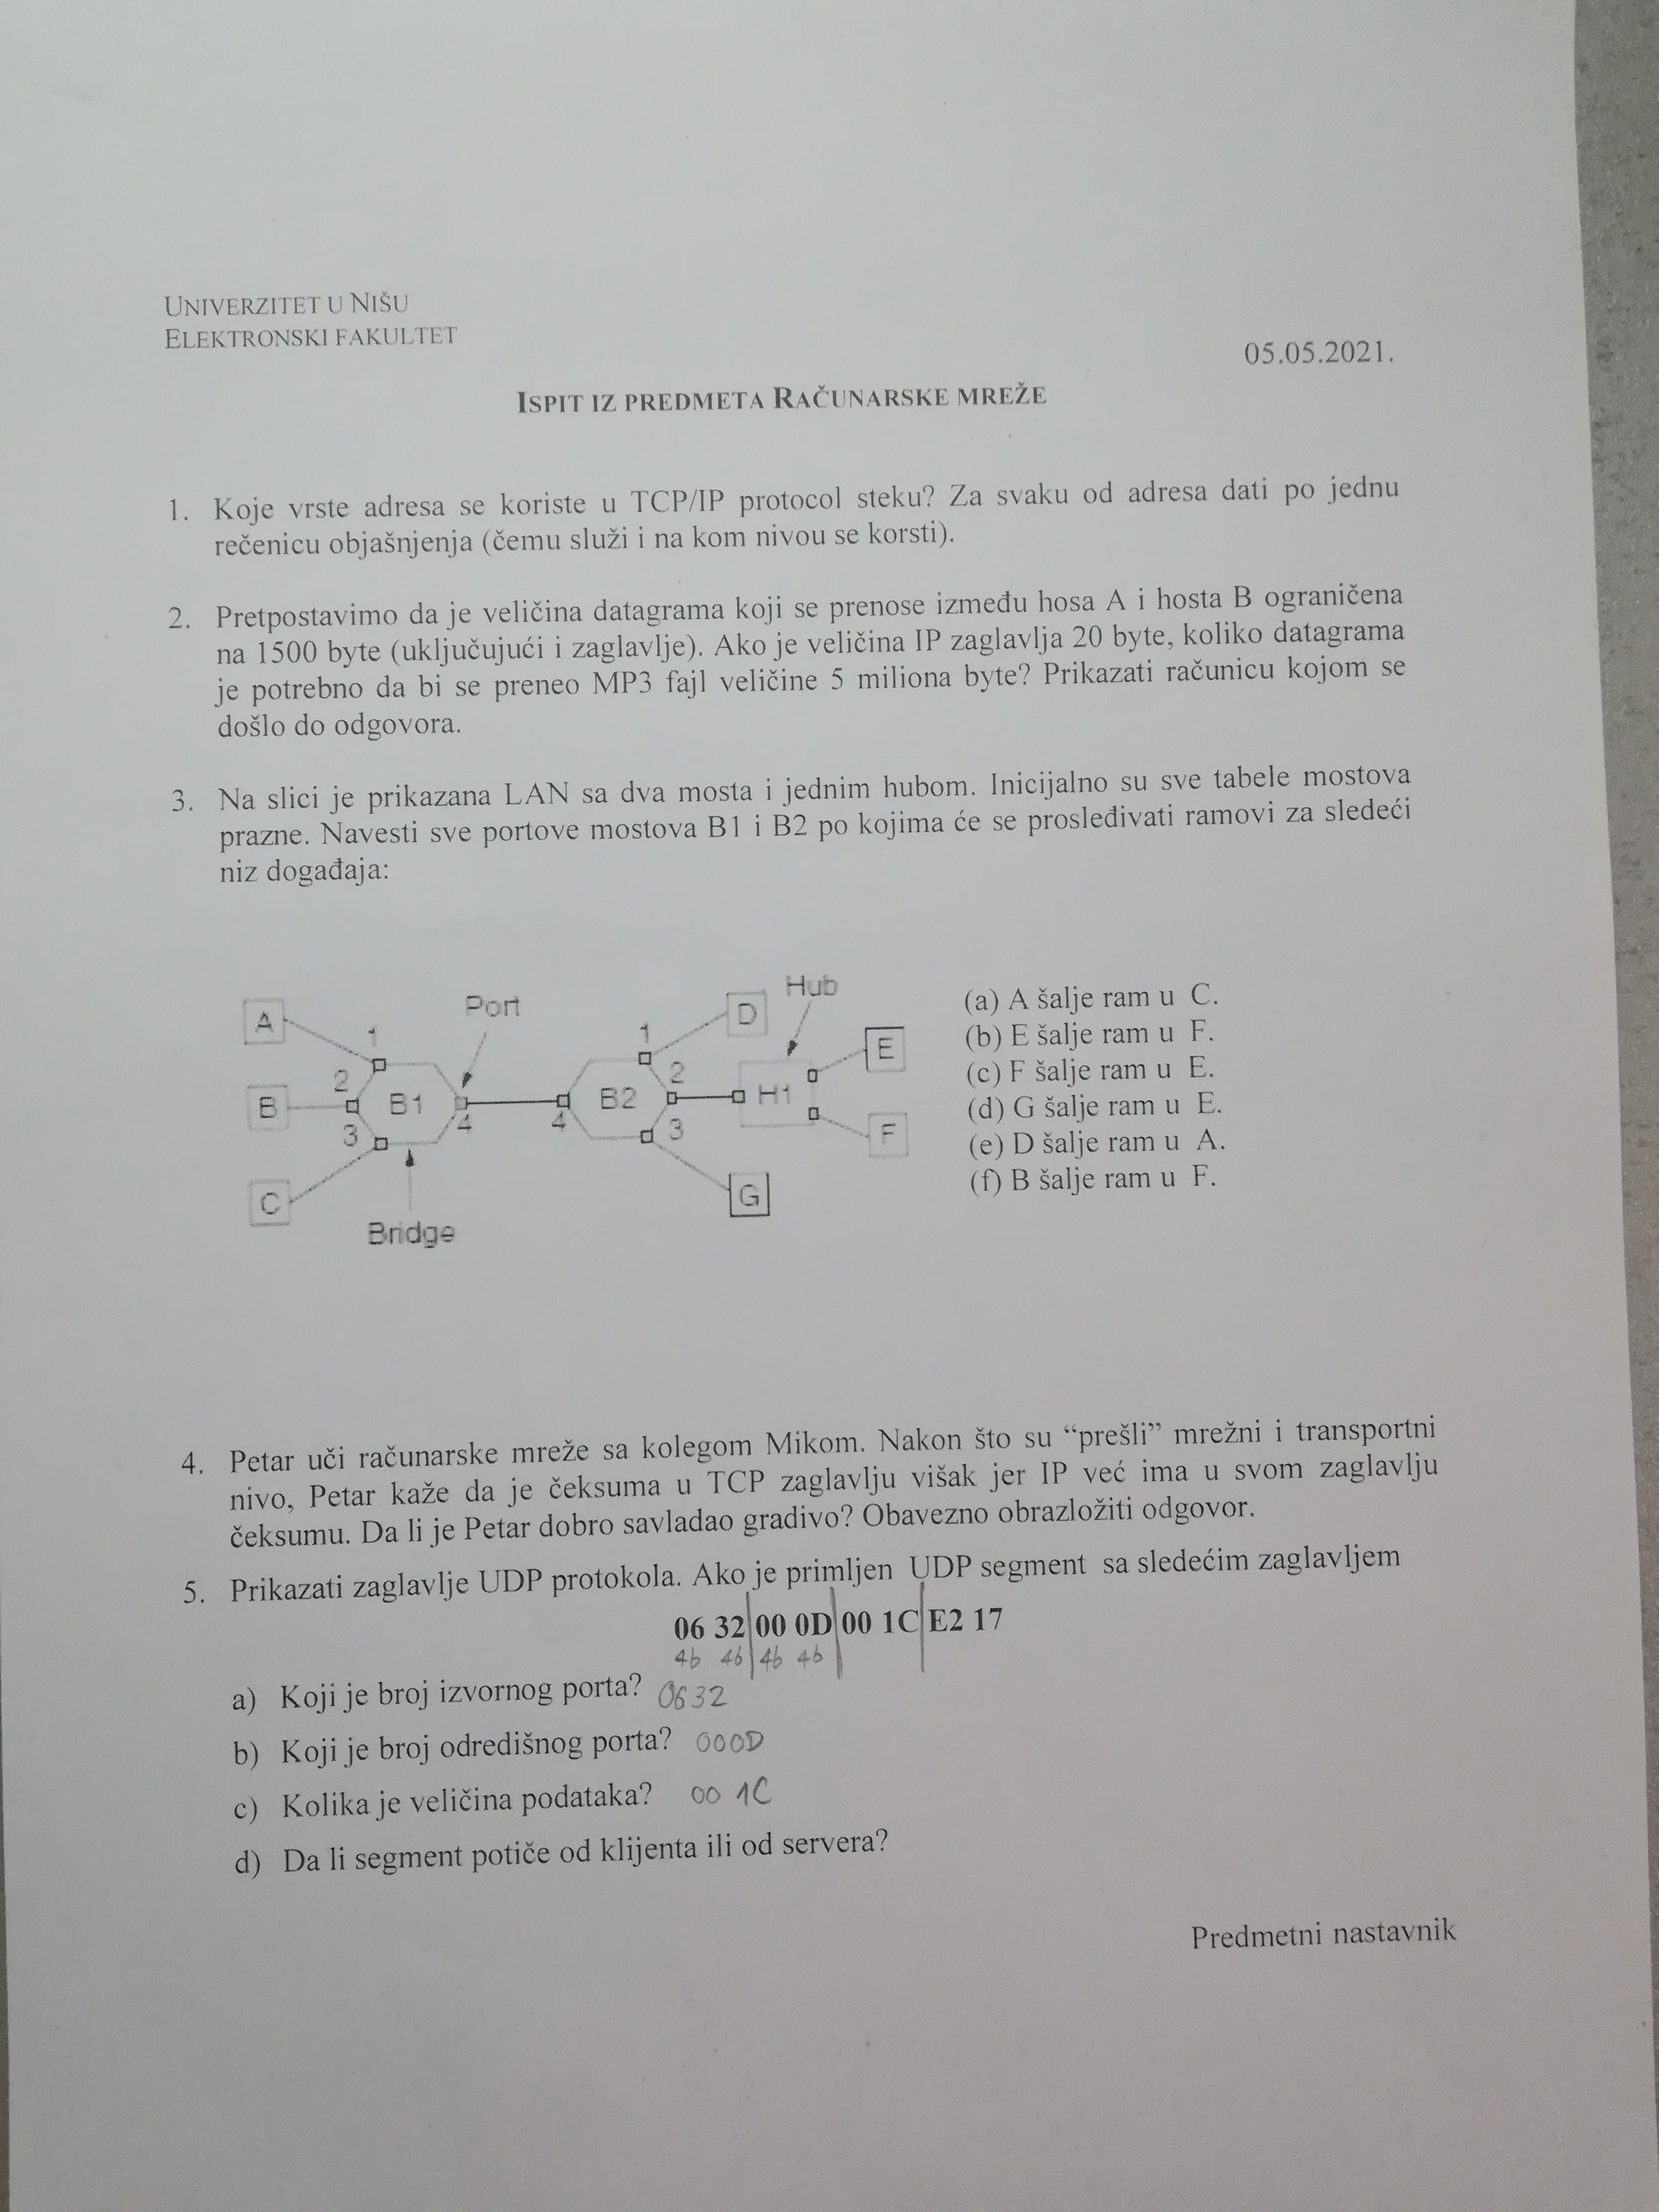 UNIVERZITET U NIŠU
ELEKTRONSKI FAKULTET
05.05.2021.
ISPIT IZ PREDMETA RAČUNARSKE MREŽE
1. Koje vrste adresa se koriste u TCP/IP protocol steku? Za svaku od adresa dati po jednu
rečenicu objašnjenja (čemu služi i na kom nivou se korsti).
2. Pretpostavimo da je veličina datagrama koji se prenose između hosa A i hosta B ograničena
na 1500 byte (uključujući i zaglavlje). Ako je veličina IP zaglavlja 20 byte, koliko datagrama
je potrebno da bi se preneo MP3 fajl veličine 5 miliona byte? Prikazati računicu kojom se
došlo do odgovora.
3. Na slici je prikazana LAN sa dva mosta i jednim hubom. Inicijalno su sve tabele mostova
prazne. Navesti sve portove mostova B1 i B2 po kojima će se prosleđivati ramovi za sledeći
niz događaja:
A
B
C
1
2
3
B1
4
Port
Bridge
4
B2
1
2
3
D
G
Hub
H1
E
F
(a) A šalje ram u C.
(b) E šalje ram u F.
(c) F šalje ram u E.
(d) G šalje ram u E.
(e) D šalje ram u A.
(f) B šalje ram u F.
4. Petar uči računarske mreže sa kolegom Mikom. Nakon što su “prešli” mrežni i transportni
nivo, Petar kaže da je čeksuma u TCP zaglavlju višak jer IP već ima u svom zaglavlju
čeksumu. Da li je Petar dobro savladao gradivo? Obavezno obrazložiti odgovor.
5. Prikazati zaglavlje UDP protokola. Ako je primljen UDP segment sa sledećim zaglavljem
06 32 00 0D 00 1C E2 17
4b 4b 4b 4b
a) Koji je broj izvornog porta? 0632
b) Koji je broj odredišnog porta? 000D
c) Kolika je veličina podataka? 00 1C
d) Da li segment potiče od klijenta ili od servera?
Predmetni nastavnik